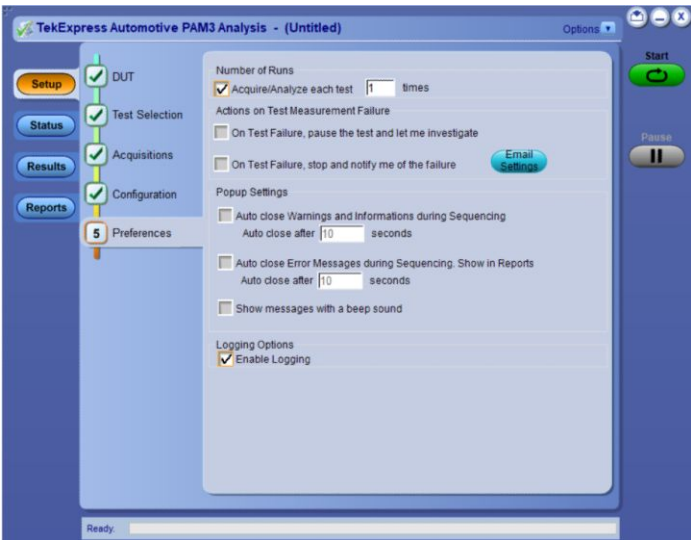 TekExpress Automotive PAM3 Analysis - (Untitled)
Options
Setup
Status
Results
Reports
DUT
Test Selection
Acquisitions
Configuration
5 Preferences
Number of Runs
Acquire/Analyze each test 1 times
Actions on Test Measurement Failure
On Test Failure, pause the test and let me investigate
On Test Failure, stop and notify me of the failure
Email
Settings
Popup Settings
Auto close Warnings and Informations during Sequencing
Auto close after 10 seconds
Auto close Error Messages during Sequencing. Show in Reports
Auto close after 10 seconds
Show messages with a beep sound
Logging Options
Enable Logging
Start
Pause
Ready.